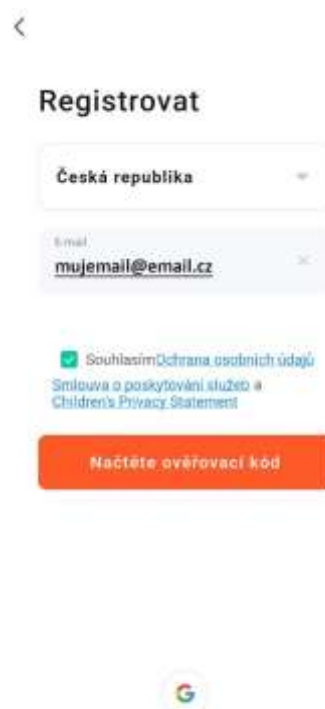 Registrovat
Česká republika
E-mail
mujemail@email.cz
SouhlasímOchrana osobních údajů
Smlouva o poskytování služeb a
Children's Privacy Statement
Načtěte ověřovací kód